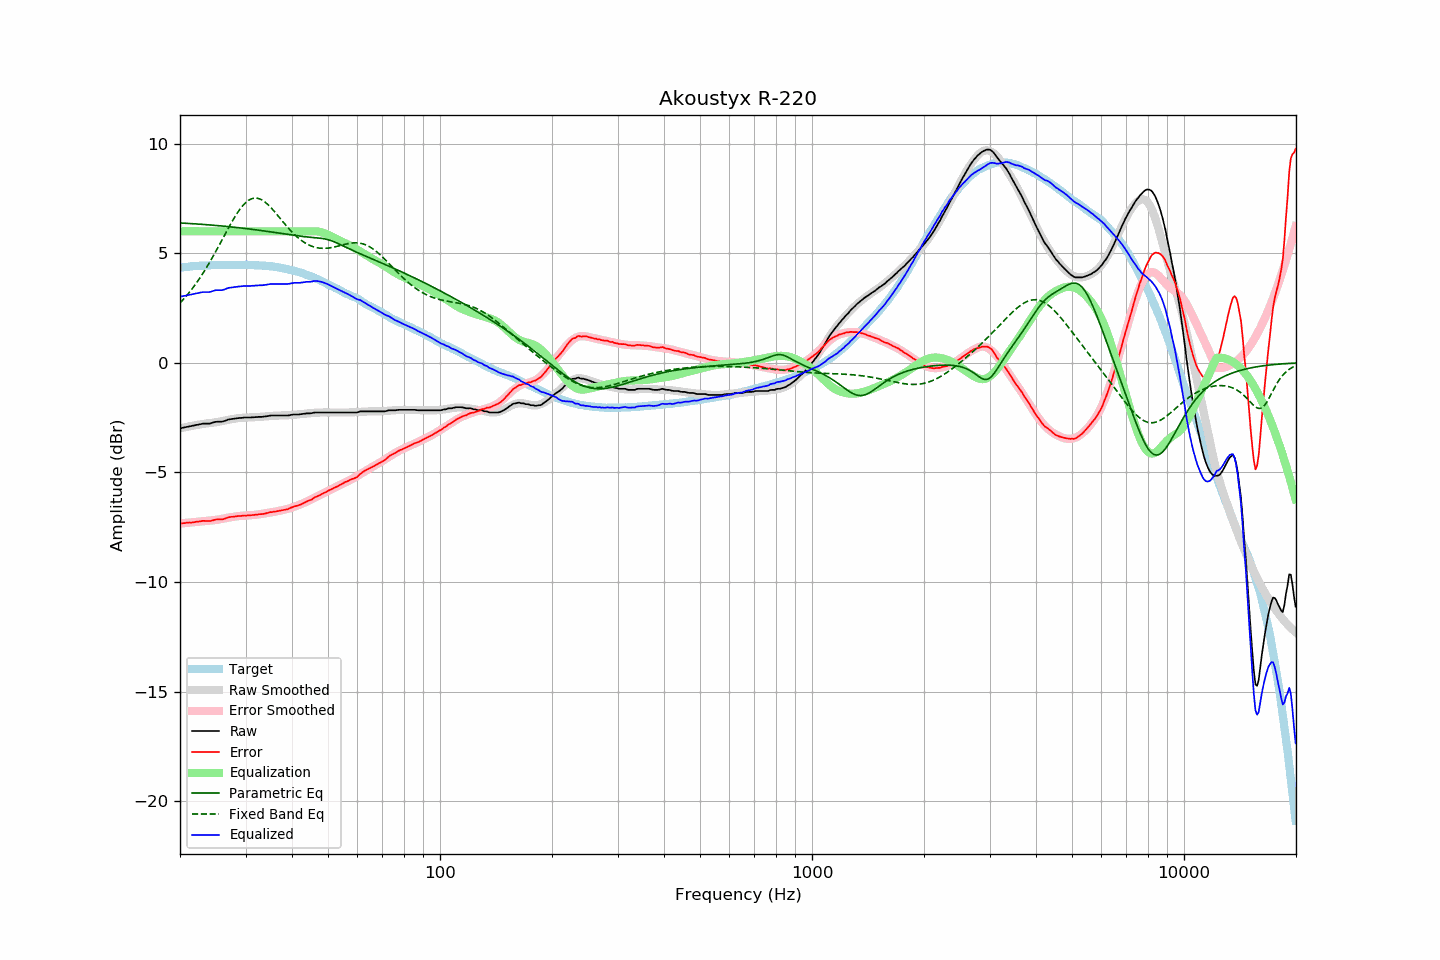 Akoustyx R-220
Amplitude (dBr)
10
5
0
−5
−10
−15
−20
Target
Raw Smoothed
Error Smoothed
Raw
Error
Equalization
Parametric Eq
Fixed Band Eq
Equalized
100
1000
10000
Frequency (Hz)